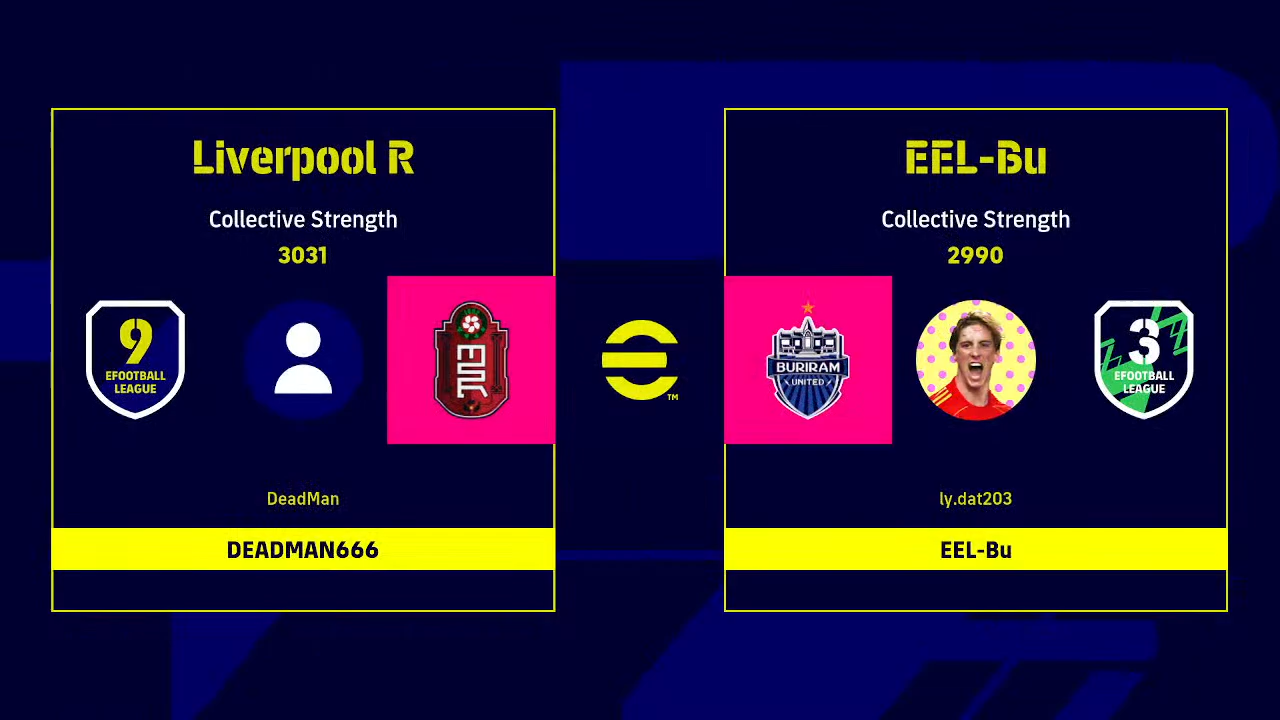 Liverpool R
Collective Strength
3031
9
EFOOTBALL
LEAGUE
DeadMan
DEADMAN666
TM
EEL-Bu
Collective Strength
2990
BURIRAM
UNITED
3
EFOOTBALL
LEAGUE
ly.dat203
EEL-Bu